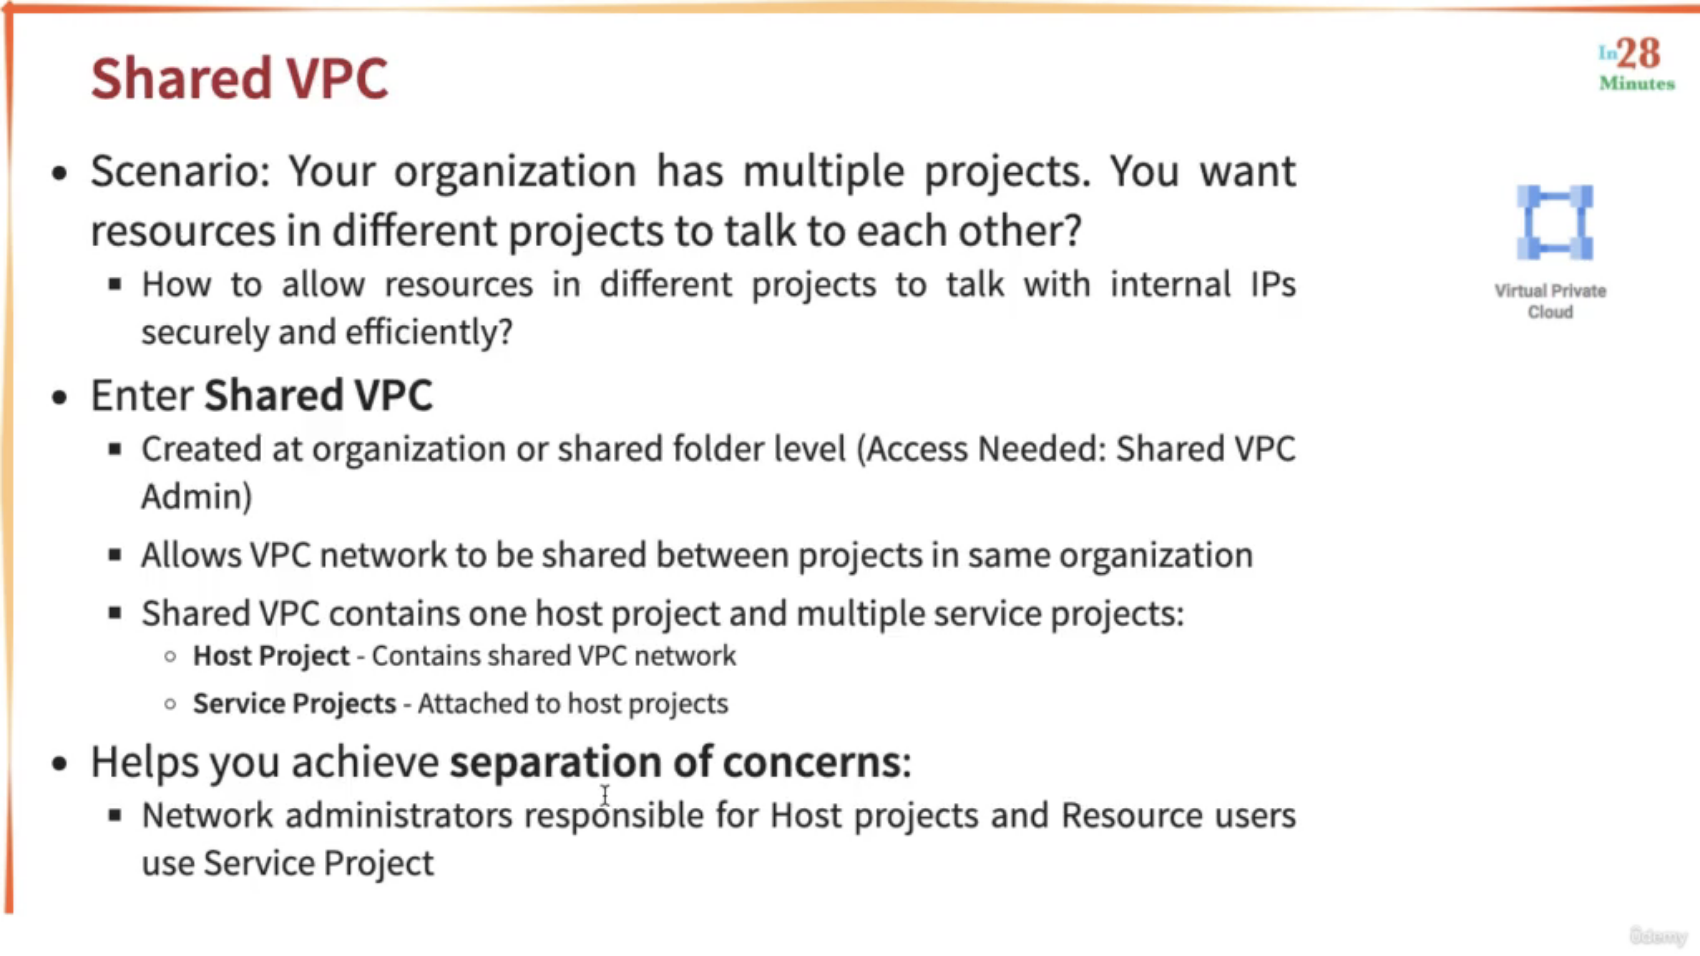 Shared VPC
In28
Minutes
• Scenario: Your organization has multiple projects. You want
resources in different projects to talk to each other?
▪ How to allow resources in different projects to talk with internal IPs
securely and efficiently?
Virtual Private
Cloud
• Enter Shared VPC
▪ Created at organization or shared folder level (Access Needed: Shared VPC
Admin)
▪ Allows VPC network to be shared between projects in same organization
▪ Shared VPC contains one host project and multiple service projects:
○ Host Project - Contains shared VPC network
○ Service Projects - Attached to host projects
• Helps you achieve separation of concerns:
▪ Network administrators responsible for Host projects and Resource users
use Service Project
ûdemy